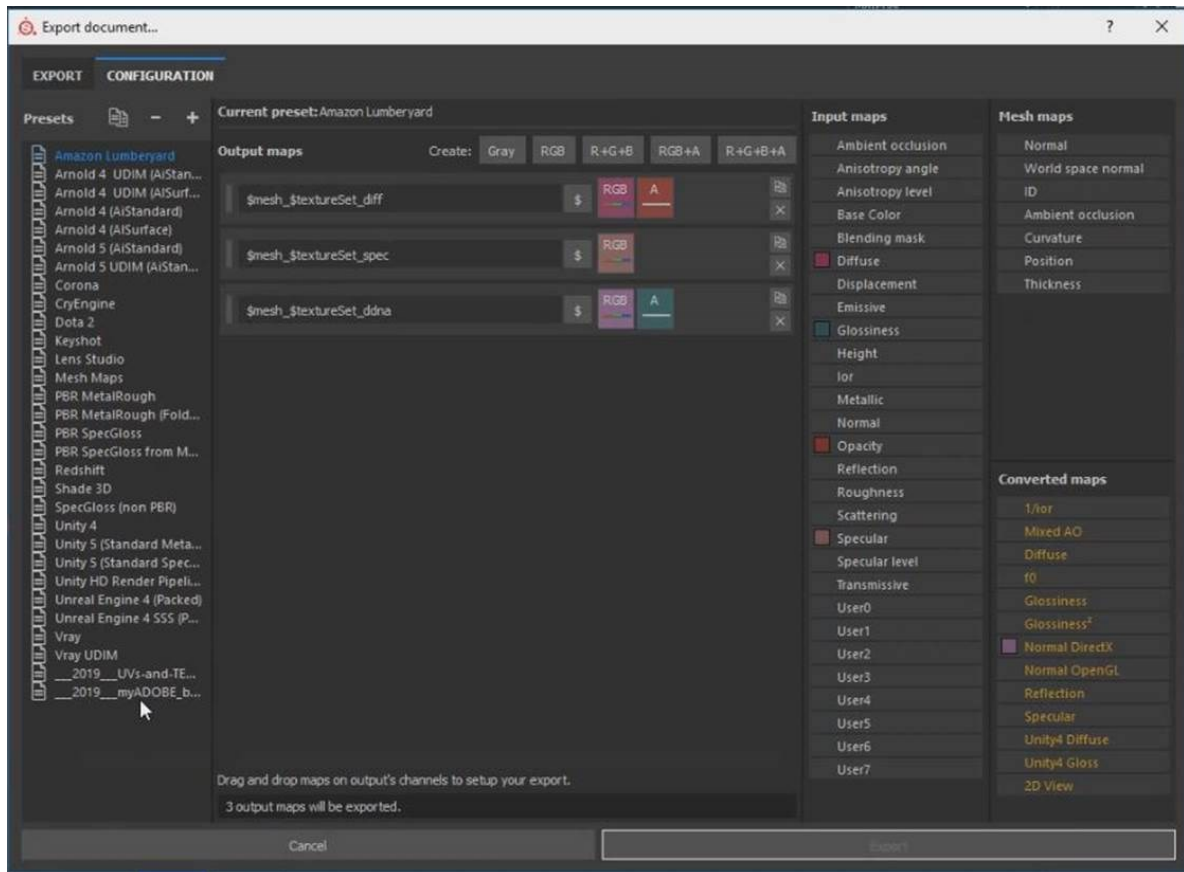 Export document...
?
EXPORT
CONFIGURATION
Presets
Amazon Lumberyard
Arnold 4 UDIM (AiStan...
Arnold 4 UDIM (AlSurf...
Arnold 4 (AiStandard)
Arnold 4 (AlSurface)
Arnold 5 (AiStandard)
Arnold 5 UDIM (AiStan...
Corona
CryEngine
Dota 2
Keyshot
Lens Studio
Mesh Maps
PBR MetalRough
PBR MetalRough (Fold...
PBR SpecGloss
PBR SpecGloss from M...
Redshift
Shade 3D
SpecGloss (non PBR)
Unity 4
Unity 5 (Standard Meta...
Unity 5 (Standard Spec...
Unity HD Render Pipeli...
Unreal Engine 4 (Packed)
Unreal Engine 4 SSS (P...
Vray
Vray UDIM
___2019___UVs-and-TE...
___2019___myADOBE_b...
Current preset: Amazon Lumberyard
Output maps
Create: Gray RGB R+G+B RGB+A R+G+B+A
$mesh_$textureSet_diff $ RGB A
$mesh_$textureSet_spec $ RGB
$mesh_$textureSet_ddna $ RGB A
Drag and drop maps on output's channels to setup your export.
3 output maps will be exported.
Input maps
Ambient occlusion
Anisotropy angle
Anisotropy level
Base Color
Blending mask
Diffuse
Displacement
Emissive
Glossiness
Height
Ior
Metallic
Normal
Opacity
Reflection
Roughness
Scattering
Specular
Specular level
Transmissive
User0
User1
User2
User3
User4
User5
User6
User7
Mesh maps
Normal
World space normal
ID
Ambient occlusion
Curvature
Position
Thickness
Converted maps
1/ior
Mixed AO
Diffuse
f0
Glossiness
Glossiness²
Normal DirectX
Normal OpenGL
Reflection
Specular
Unity4 Diffuse
Unity4 Gloss
2D View
Cancel
Export